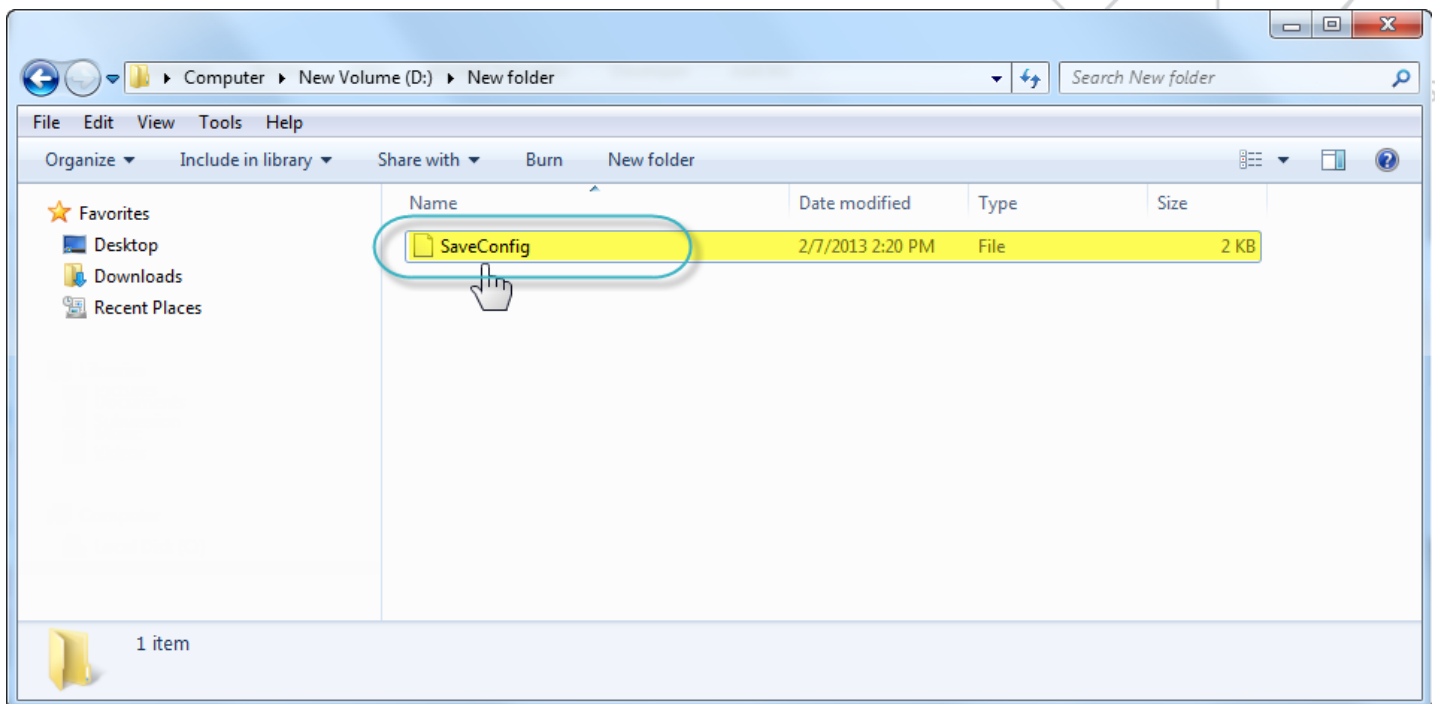 Computer New Volume (D:) New folder Search New folder
File Edit View Tools Help
Organize Include in library Share with Burn New folder
Name Date modified Type Size
Favorites
SaveConfig 2/7/2013 2:20 PM File 2 KB
Desktop
Downloads
Recent Places
1 item